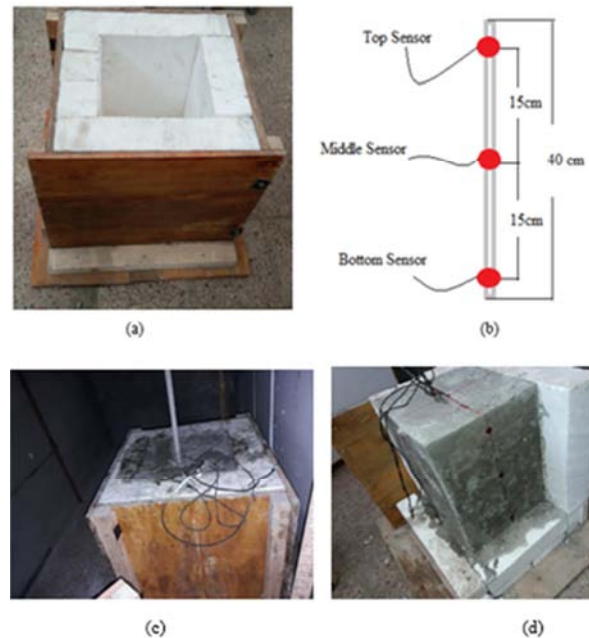 Top Sensor
15cm
Middle Sensor
40 cm
15cm
Bottom Sensor
(a)
(b)
(c)
(d)